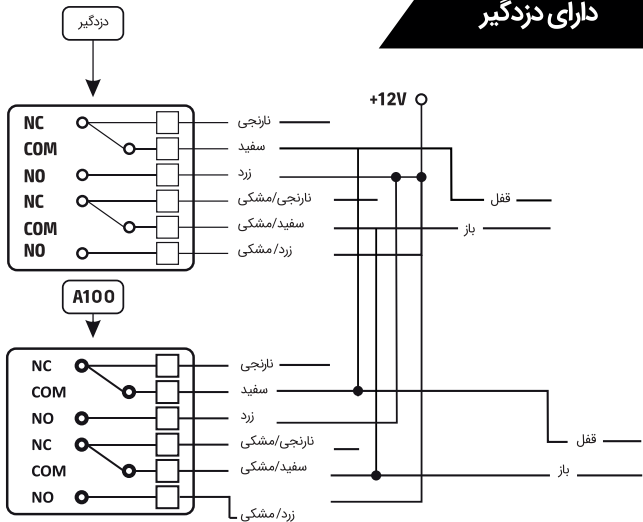 دارای دزدگیر
دزدگیر
+12V
NC نارنجی
COM سفید
NO زرد
NC نارنجی/مشکی قفل
COM سفید/مشکی باز
NO زرد/مشکی
A100
NC نارنجی
COM سفید
NO زرد
NC نارنجی/مشکی قفل
COM سفید/مشکی باز
NO زرد/مشکی